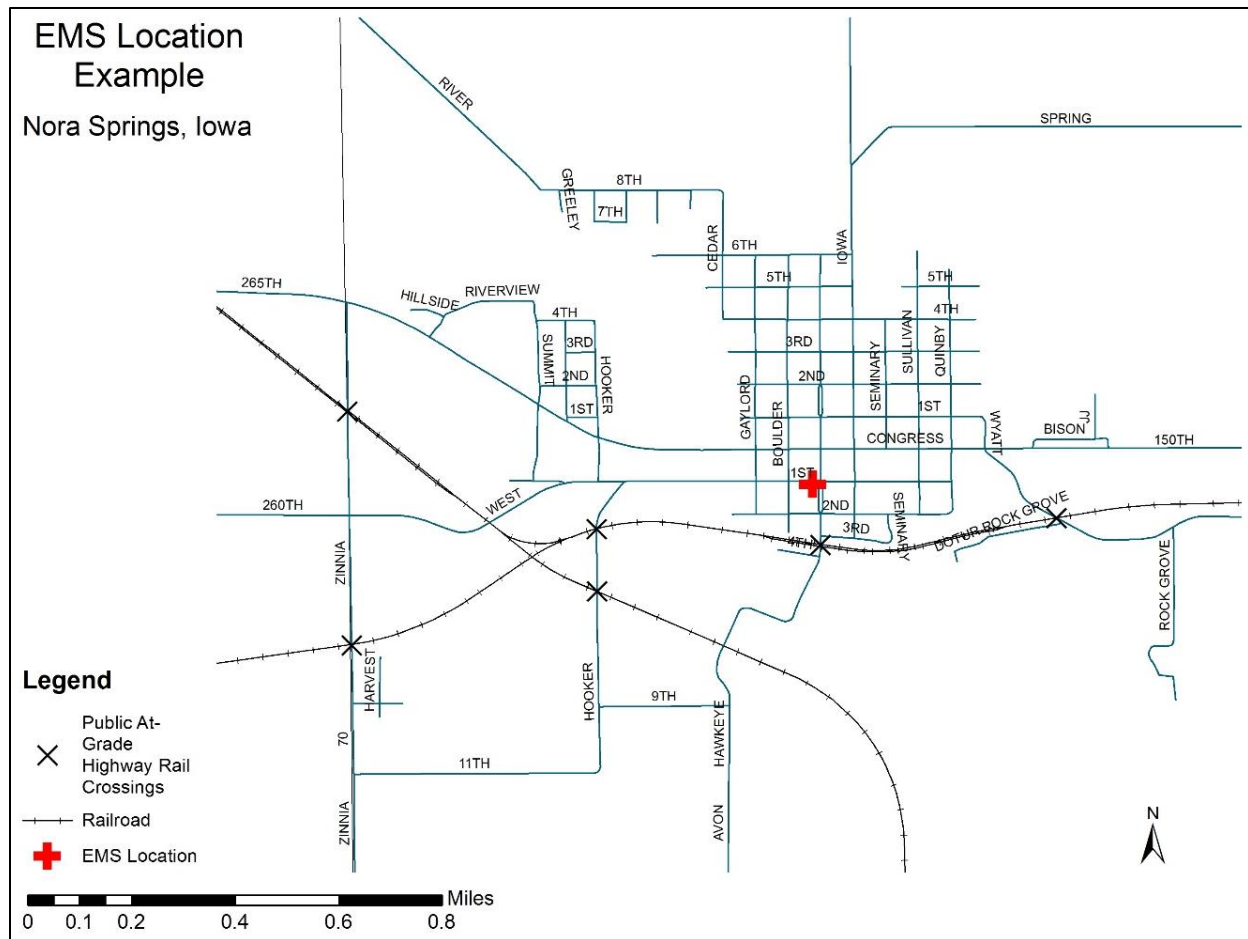 EMS Location
Example
Nora Springs, Iowa
RIVER
SPRING
GREELEY
8TH
7TH
CEDAR
6TH
IOWA
5TH
5TH
265TH
HILLSIDE
RIVERVIEW
4TH
4TH
SUMMIT
3RD
HOOKER
2ND
1ST
3RD
2ND
SEMINARY
SULLIVAN
QUINBY
1ST
GAYLORD
BOULDER
CONGRESS
WYATT
BISON
JJ
150TH
1ST
WEST
260TH
2ND
3RD
SEMINARY
4TH
ROCK GROVE
ZINNIA
ROCK GROVE
HARVEST
HOOKER
9TH
HAWKEYE
70
11TH
ZINNIA
AVON
Legend
Public At-
Grade
Highway Rail
Crossings
Railroad
EMS Location
N
Miles
0 0.1 0.2 0.4 0.6 0.8